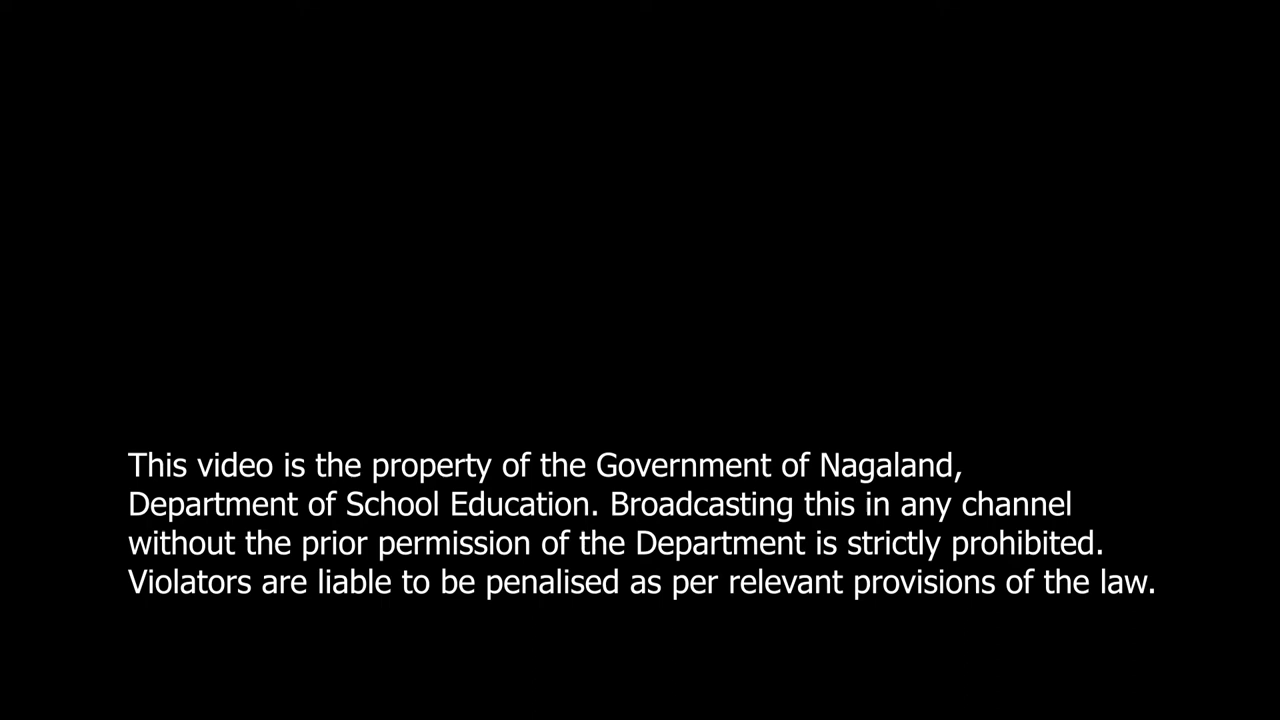 This video is the property of the Government of Nagaland,
Department of School Education. Broadcasting this in any channel
without the prior permission of the Department is strictly prohibited.
Violators are liable to be penalised as per relevant provisions of the law.